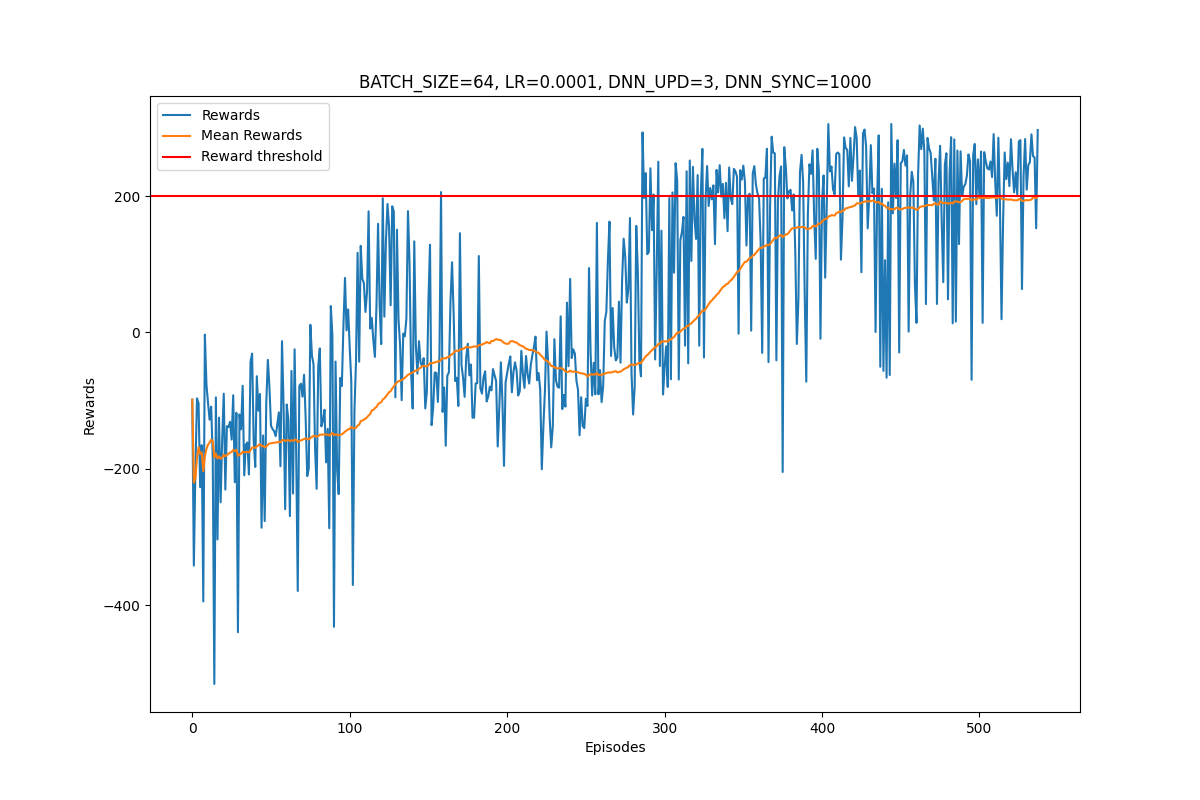 BATCH_SIZE=64, LR=0.0001, DNN_UPD=3, DNN_SYNC=1000
Rewards
Mean Rewards
Reward threshold
200
0
−200
−400
Rewards
0
100
200
300
400
500
Episodes